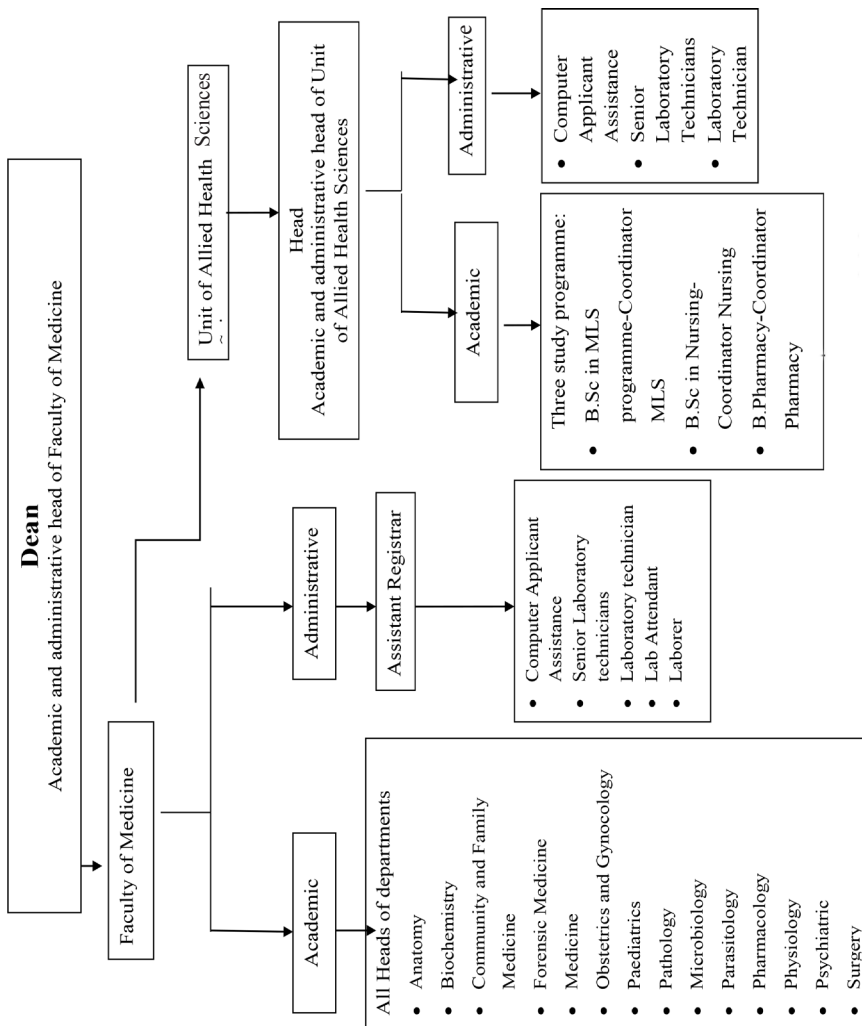 Dean
Academic and administrative head of Faculty of Medicine
Faculty of Medicine
Academic
All Heads of departments
• Anatomy
• Biochemistry
• Community and Family
Medicine
• Forensic Medicine
• Medicine
• Obstetrics and Gynocology
• Paediatrics
• Pathology
• Microbiology
• Parasitology
• Pharmacology
• Physiology
• Psychiatric
• Surgery
Administrative
Assistant Registrar
• Computer Applicant
Assistance
• Senior Laboratory
technicians
• Laboratory technician
• Lab Attendant
• Laborer
Unit of Allied Health Sciences
Head
Academic and administrative head of Unit
of Allied Health Sciences
Academic
Three study programme:
• B.Sc in MLS
programme-Coordinator
MLS
• B.Sc in Nursing-
Coordinator Nursing
• B.Pharmacy-Coordinator
Pharmacy
Administrative
• Computer
Applicant
Assistance
• Senior
Laboratory
Technicians
• Laboratory
Technician